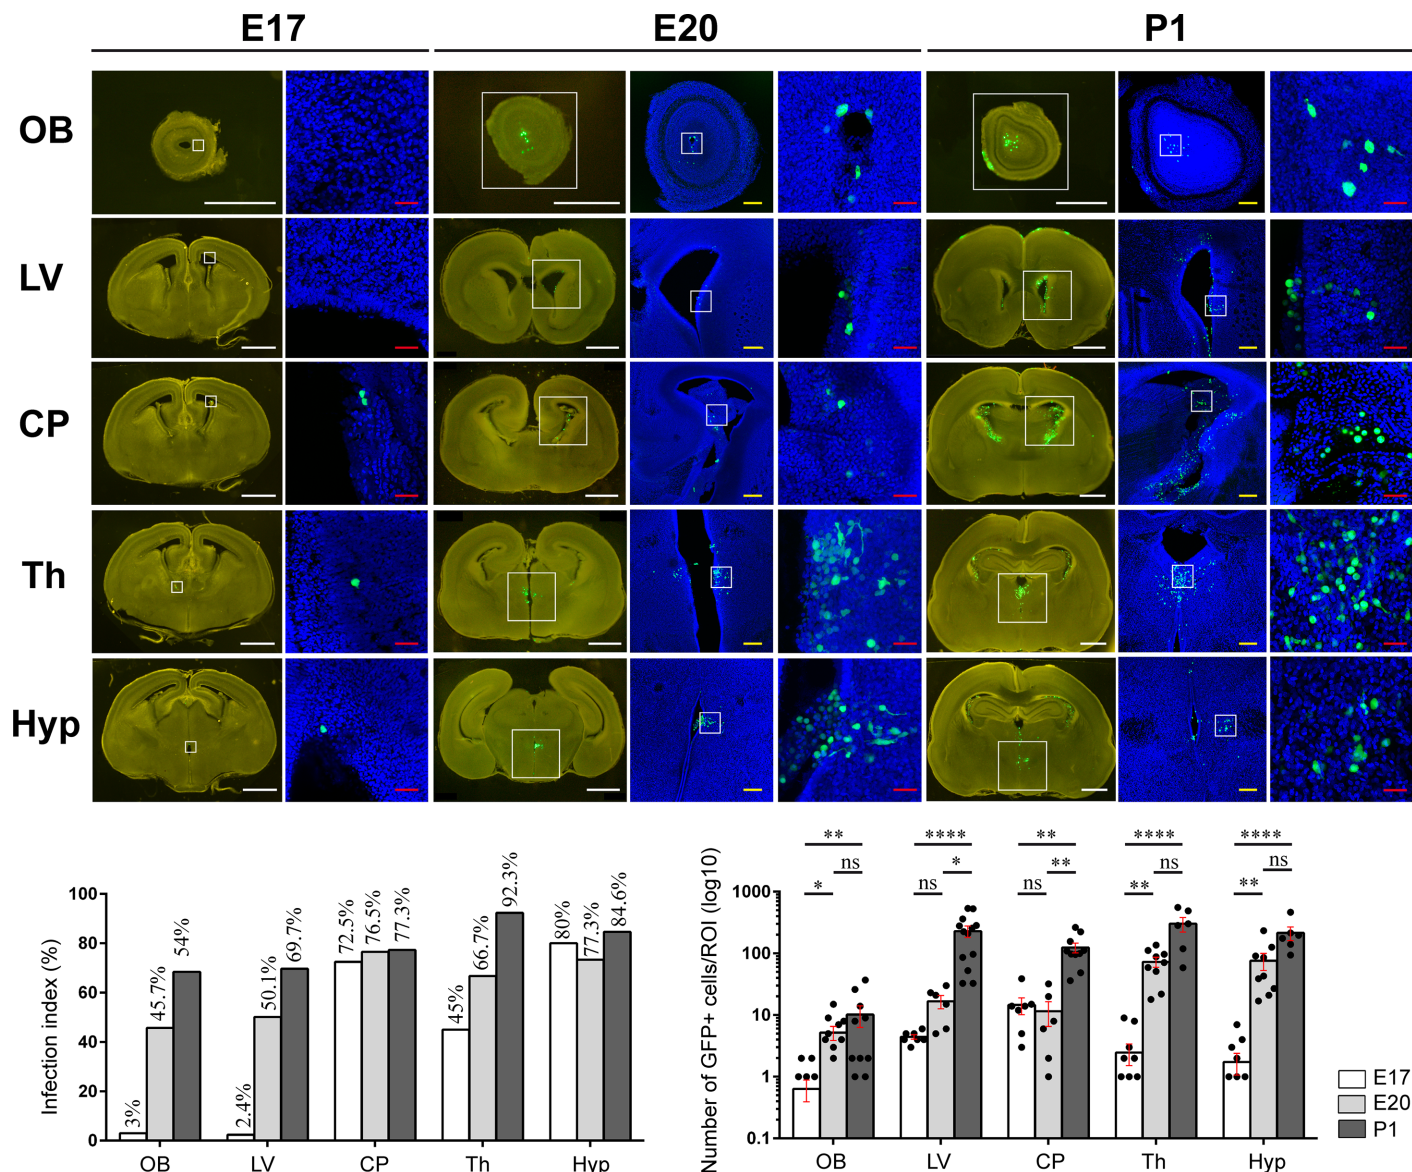 E17 E20 P1
OB
LV
CP
Th
Hyp
Infection index (%)
100
80
60
40
20
0
3% 45.7% 54%
2.4% 50.1% 69.7%
72.5% 76.5% 77.3%
45% 66.7% 92.3%
80% 77.3% 84.6%
OB LV CP Th Hyp
Number of GFP+ cells/ROI (log10)
1000
100
10
1
0.1
** **** ** **** ****
ns * ** ns ns
* ns ns ** **
OB LV CP Th Hyp
E17
E20
P1